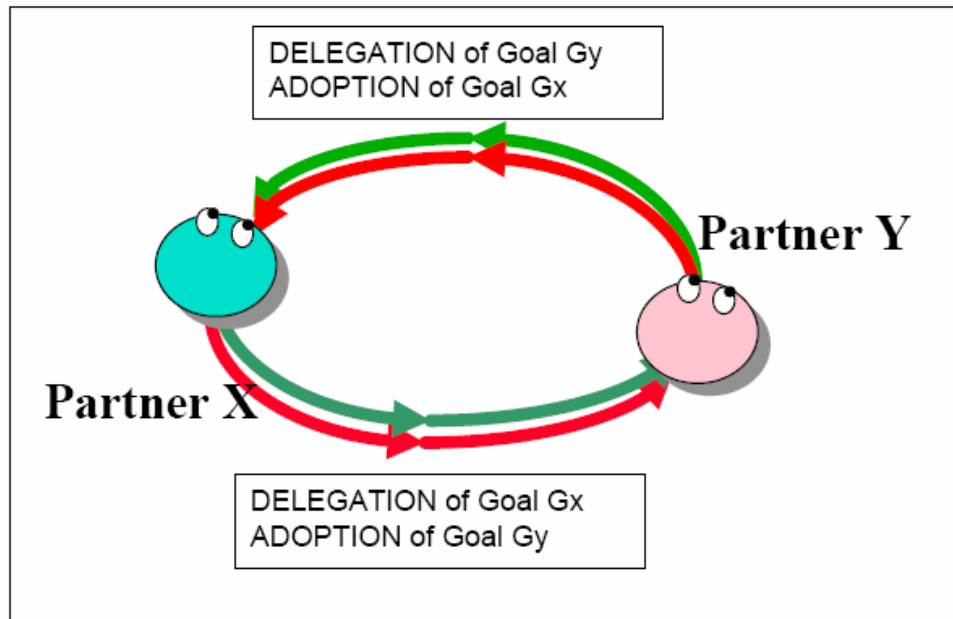 DELEGATION of Goal Gy
ADOPTION of Goal Gx
Partner Y
Partner X
DELEGATION of Goal Gx
ADOPTION of Goal Gy